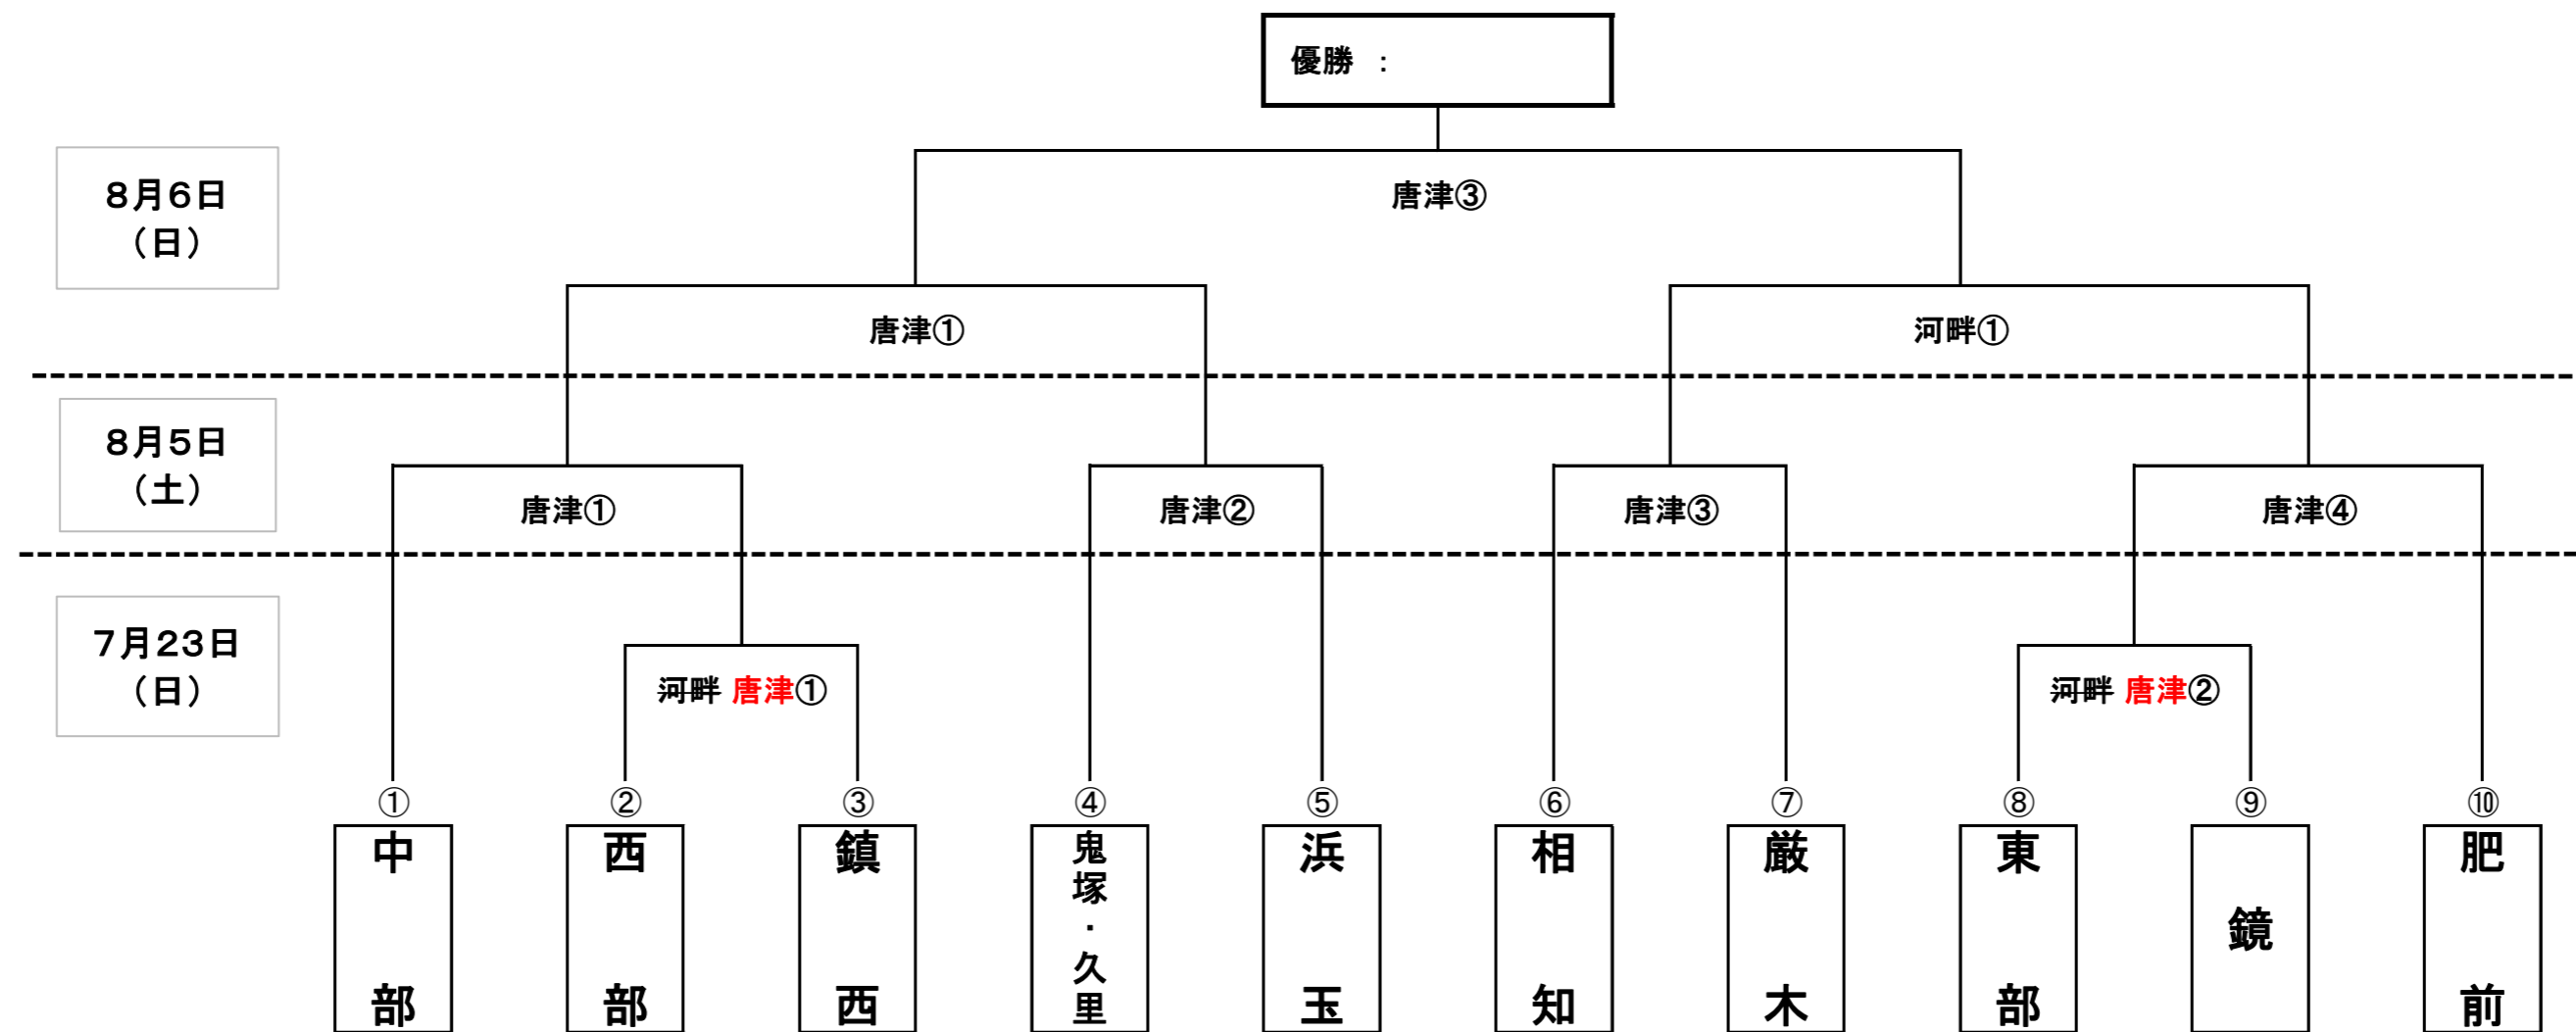 優勝 :
8月6日
(日)
唐津③
唐津①
河畔①
8月5日
(土)
唐津①
唐津②
唐津③
唐津④
7月23日
(日)
河畔 唐津①
河畔 唐津②
①
②
③
④
⑤
⑥
⑦
⑧
⑨
⑩
中部
西部
鎮西
鬼塚・久里
浜玉
相知
厳木
東部
鏡
肥前